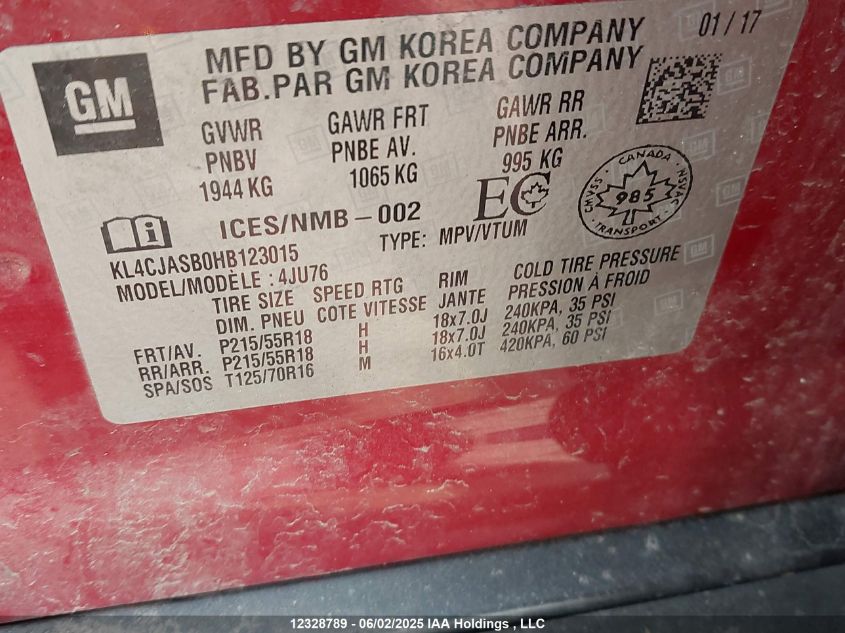 GM
MFD BY GM KOREA COMPANY 01 / 17
FAB.PAR GM KOREA COMPANY
GVWR GAWR FRT GAWR RR
PNBV PNBE AV. PNBE ARR.
1944 KG 1065 KG 995 KG
ICES/NMB – 002 EC
CANADA CMVSS NSVAC 985 TRANSPORT
TYPE: MPV/VTUM
KL4CJASB0HB123015
MODEL/MODÈLE : 4JU76
TIRE SIZE SPEED RTG RIM COLD TIRE PRESSURE
DIM. PNEU COTE VITESSE JANTE PRESSION À FROID
FRT/AV. P215/55R18 H 18x7.0J 240KPA, 35 PSI
RR/ARR. P215/55R18 H 18x7.0J 240KPA, 35 PSI
SPA/SOS T125/70R16 M 16x4.0T 420KPA, 60 PSI
12328789 - 06/02/2025 IAA Holdings , LLC